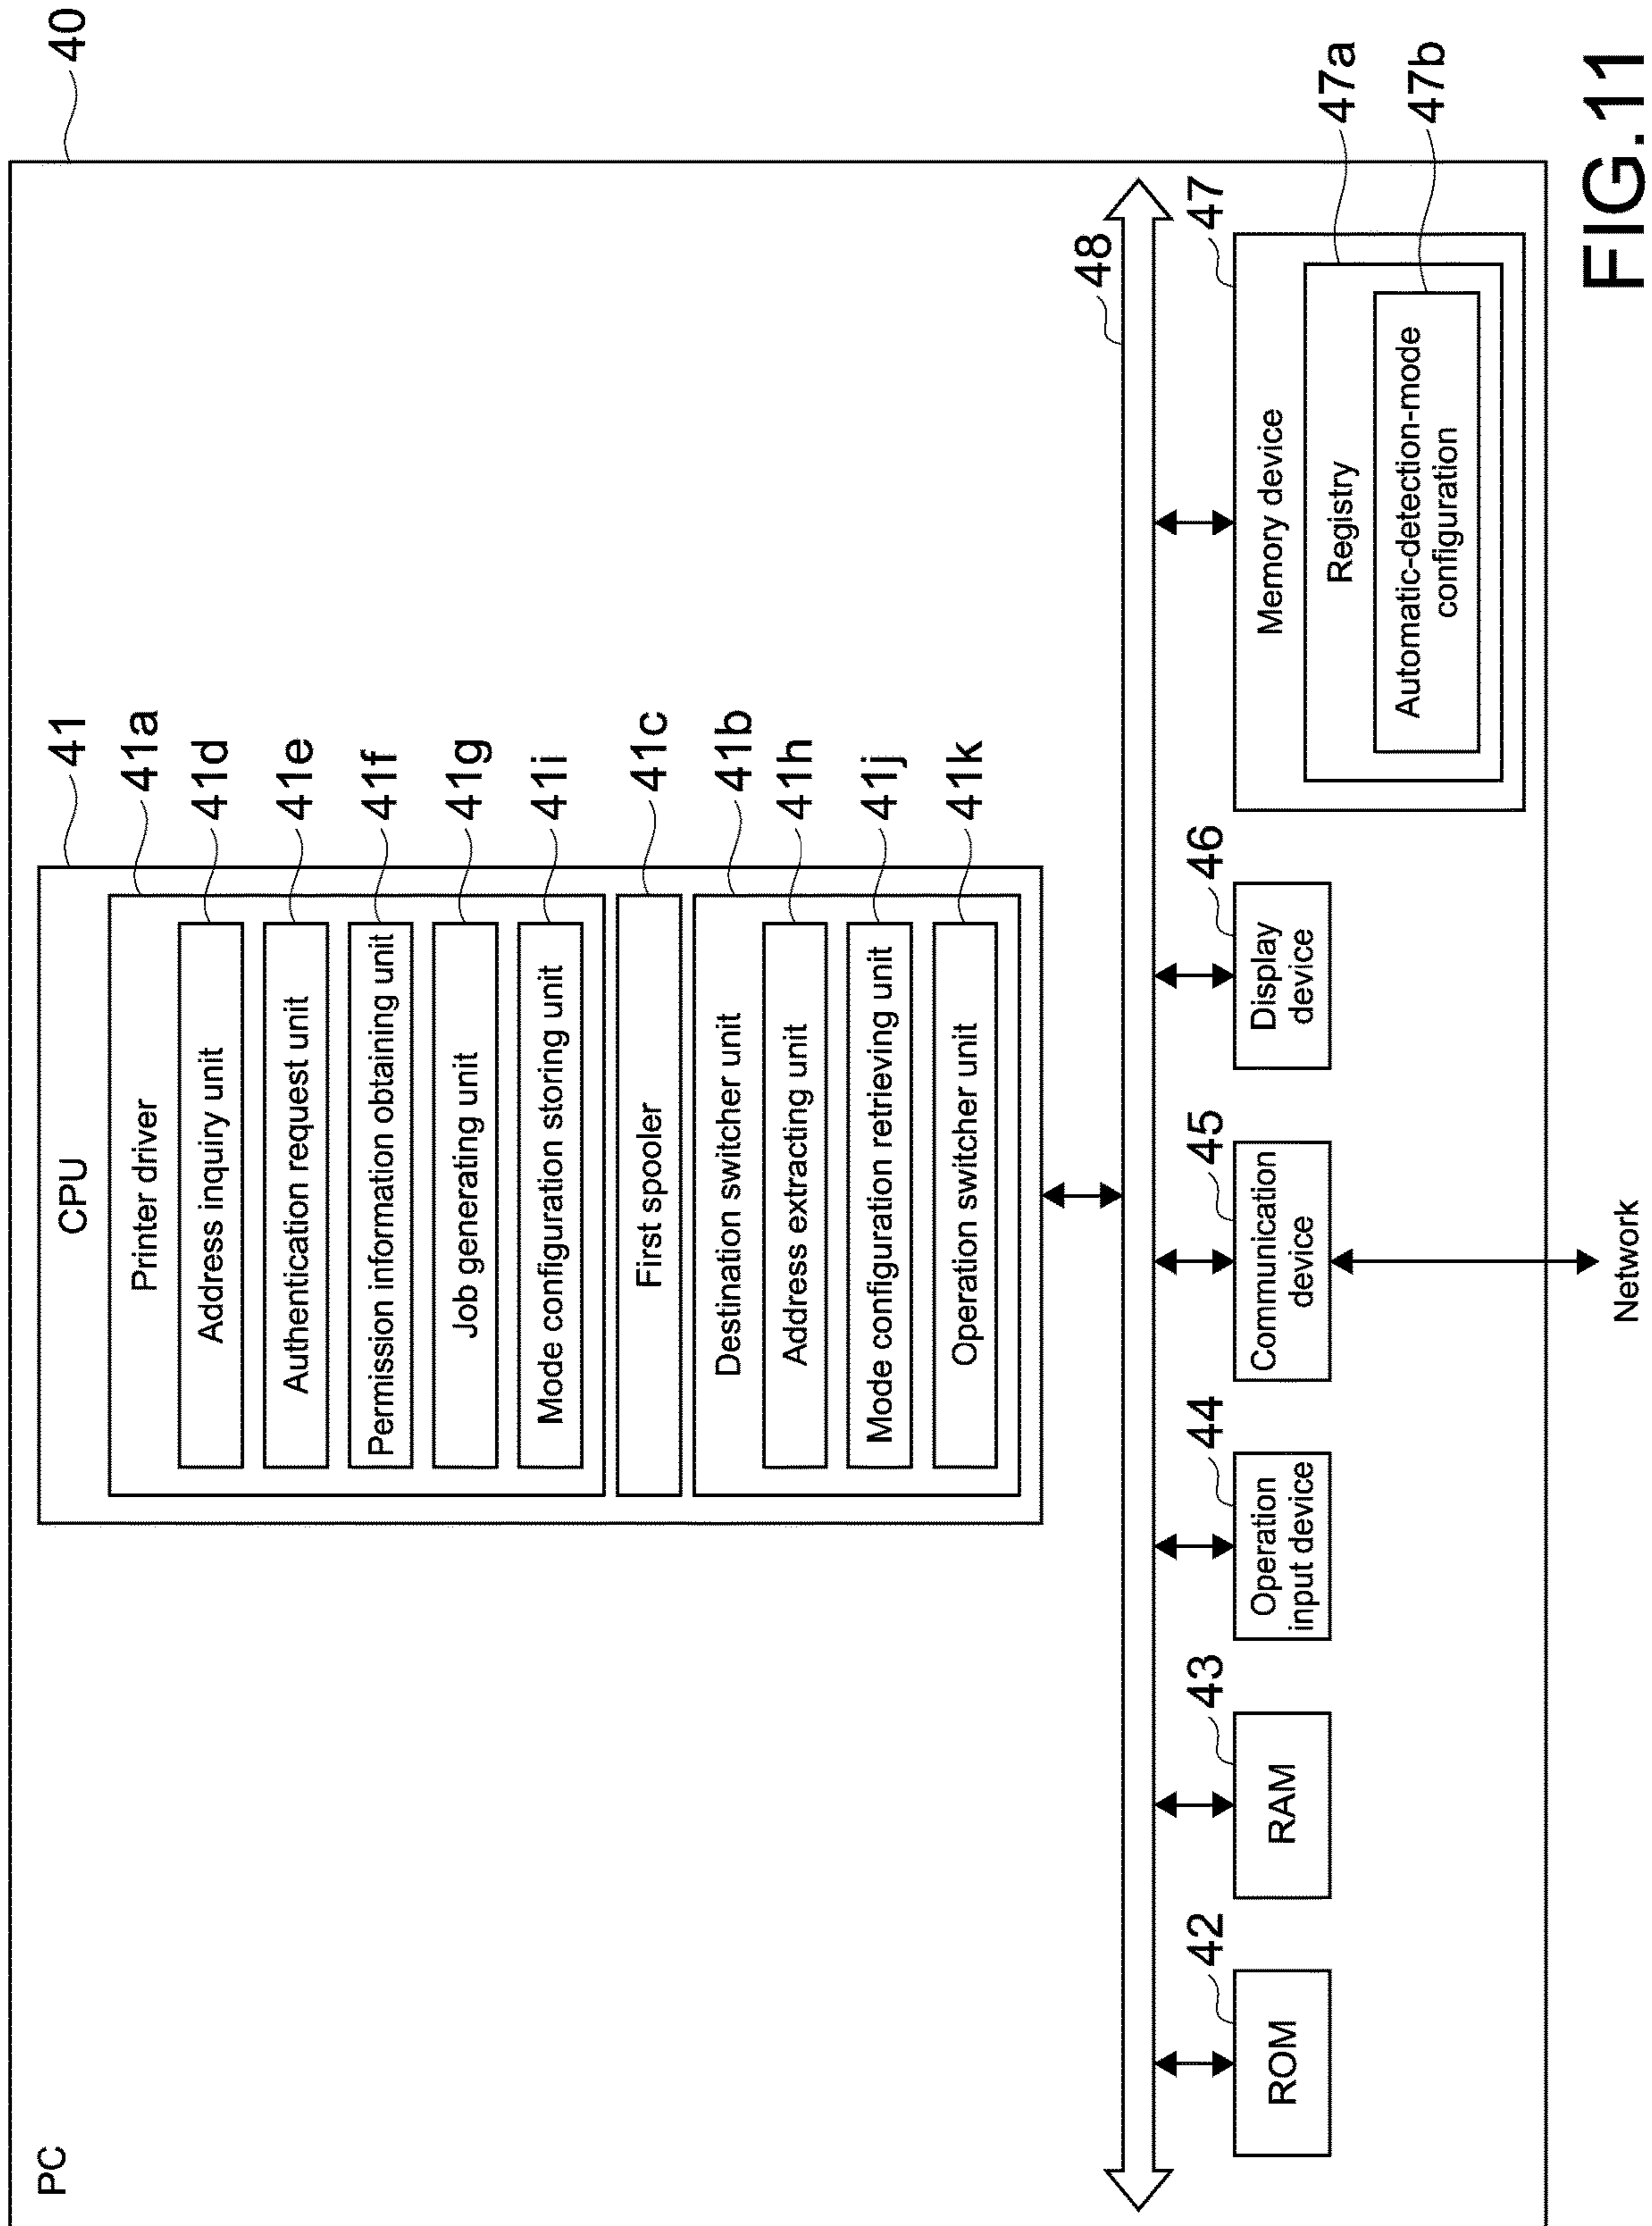 PC
40
CPU
41
Printer driver
41a
Address inquiry unit
41d
Authentication request unit
41e
Permission information obtaining unit
41f
Job generating unit
41g
Mode configuration storing unit
41i
First spooler
41c
Destination switcher unit
41b
Address extracting unit
41h
Mode configuration retrieving unit
41j
Operation switcher unit
41k
48
42
ROM
43
RAM
44
Operation
input device
45
Communication
device
46
Display
device
47
Memory device
47a
Registry
47b
Automatic-detection-mode
configuration
Network
FIG.11